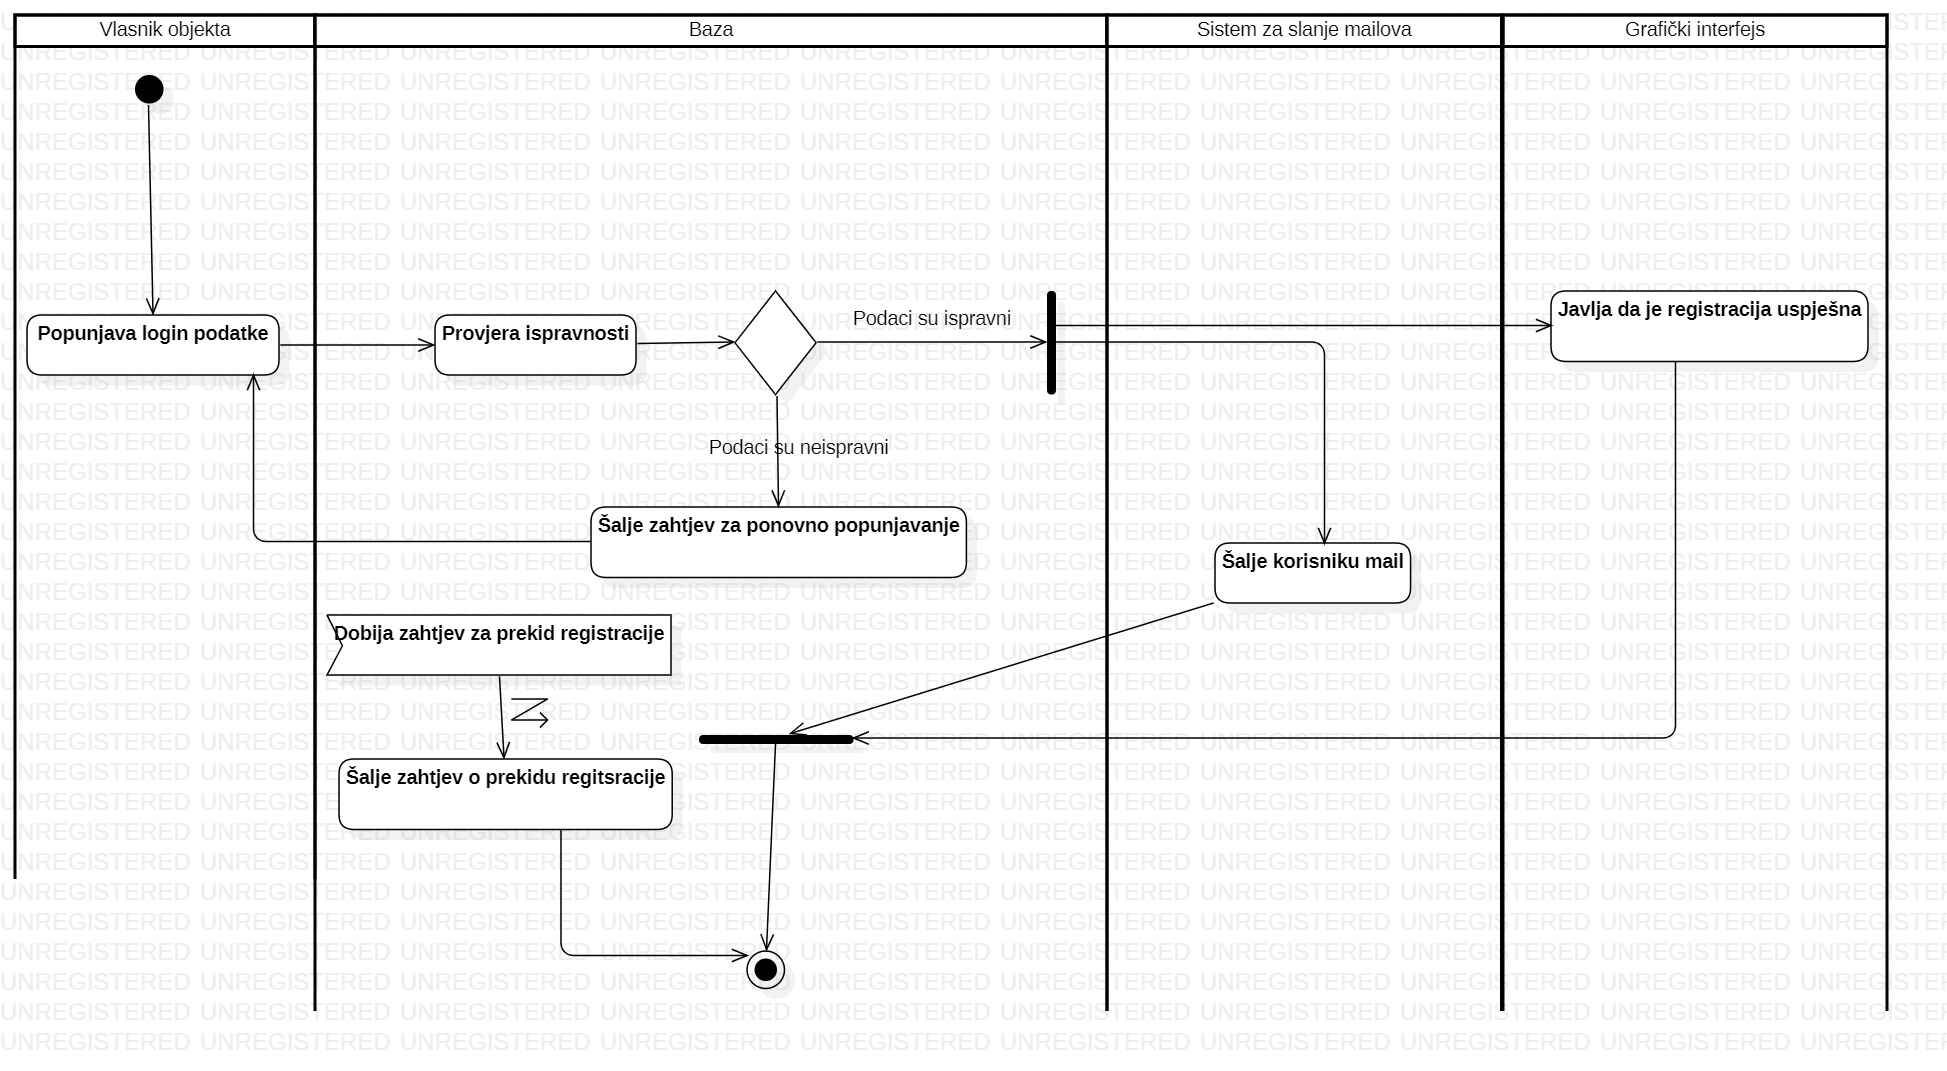 Vlasnik objekta
Baza
Sistem za slanje mailova
Grafički interfejs
Popunjava login podatke
Provjera ispravnosti
Podaci su ispravni
Javlja da je registracija uspješna
Podaci su neispravni
Šalje zahtjev za ponovno popunjavanje
Šalje korisniku mail
Dobija zahtjev za prekid registracije
Šalje zahtjev o prekidu regitsracije
UNREGISTERED